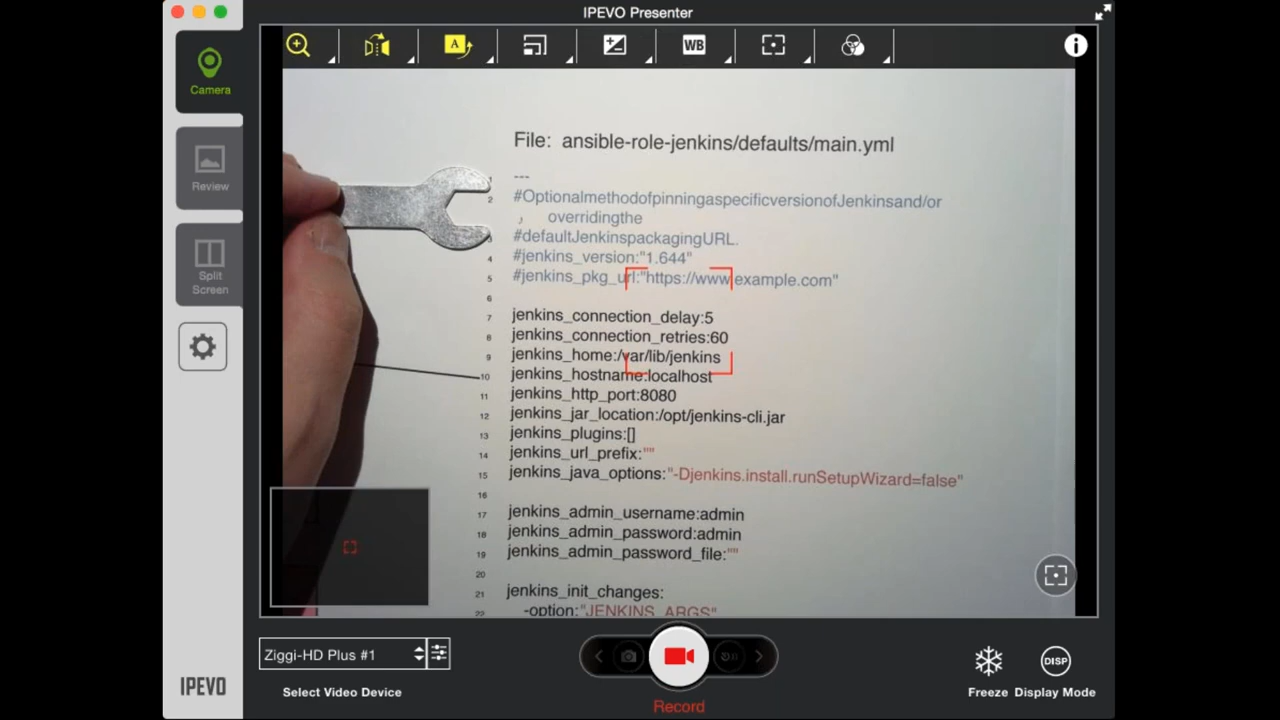 IPEVO Presenter
Camera
Review
Split
Screen
A
WB
i
File: ansible-role-jenkins/defaults/main.yml
1 ---
2 #OptionalmethodofpinningaspecificversionofJenkinsand/or
overridingthe
3 #defaultJenkinspackagingURL.
4 #jenkins_version:"1.644"
5 #jenkins_pkg_url:"https://www.example.com"
6
7 jenkins_connection_delay:5
8 jenkins_connection_retries:60
9 jenkins_home:/var/lib/jenkins
10 jenkins_hostname:localhost
11 jenkins_http_port:8080
12 jenkins_jar_location:/opt/jenkins-cli.jar
13 jenkins_plugins:[]
14 jenkins_url_prefix:""
15 jenkins_java_options:"-Djenkins.install.runSetupWizard=false"
16
17 jenkins_admin_username:admin
18 jenkins_admin_password:admin
19 jenkins_admin_password_file:""
20
21 jenkins_init_changes:
22 -option:"JENKINS_ARGS"
Ziggi-HD Plus #1
Select Video Device
IPEVO
Record
DISP
Freeze
Display Mode